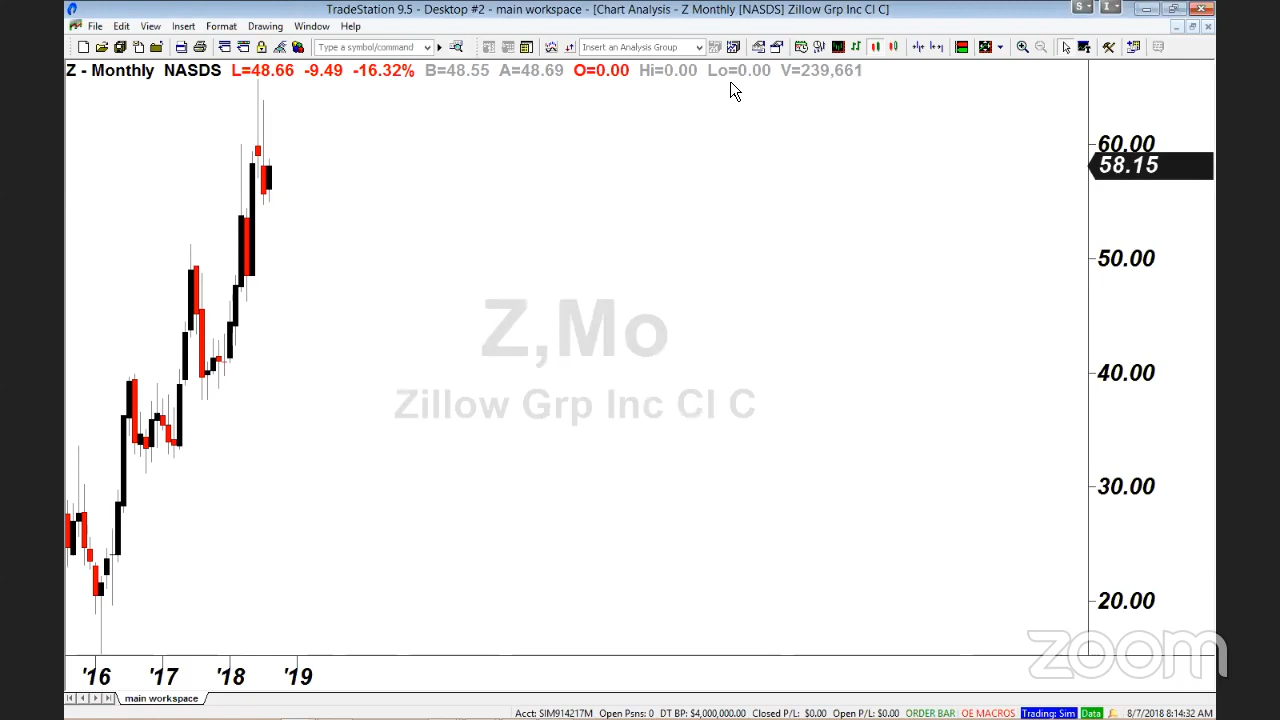 TradeStation 9.5 - Desktop #2 - main workspace - [Chart Analysis - Z Monthly [NASDS] Zillow Grp Inc Cl C]
S I
File Edit View Insert Format Drawing Window Help
Type a symbol/command Insert an Analysis Group
Z - Monthly NASDS L=48.66 -9.49 -16.32% B=48.55 A=48.69 O=0.00 Hi=0.00 Lo=0.00 V=239,661
60.00
58.15
50.00
Z,Mo
40.00
Zillow Grp Inc Cl C
30.00
20.00
zoom
'16 '17 '18 '19
main workspace
Acct: SIM914217M Open Psns: 0 DT BP: $4,000,000.00 Closed P/L: $0.00 Open P/L: $0.00 ORDER BAR OE MACROS Trading: Sim Data 8/7/2018 8:14:32 AM